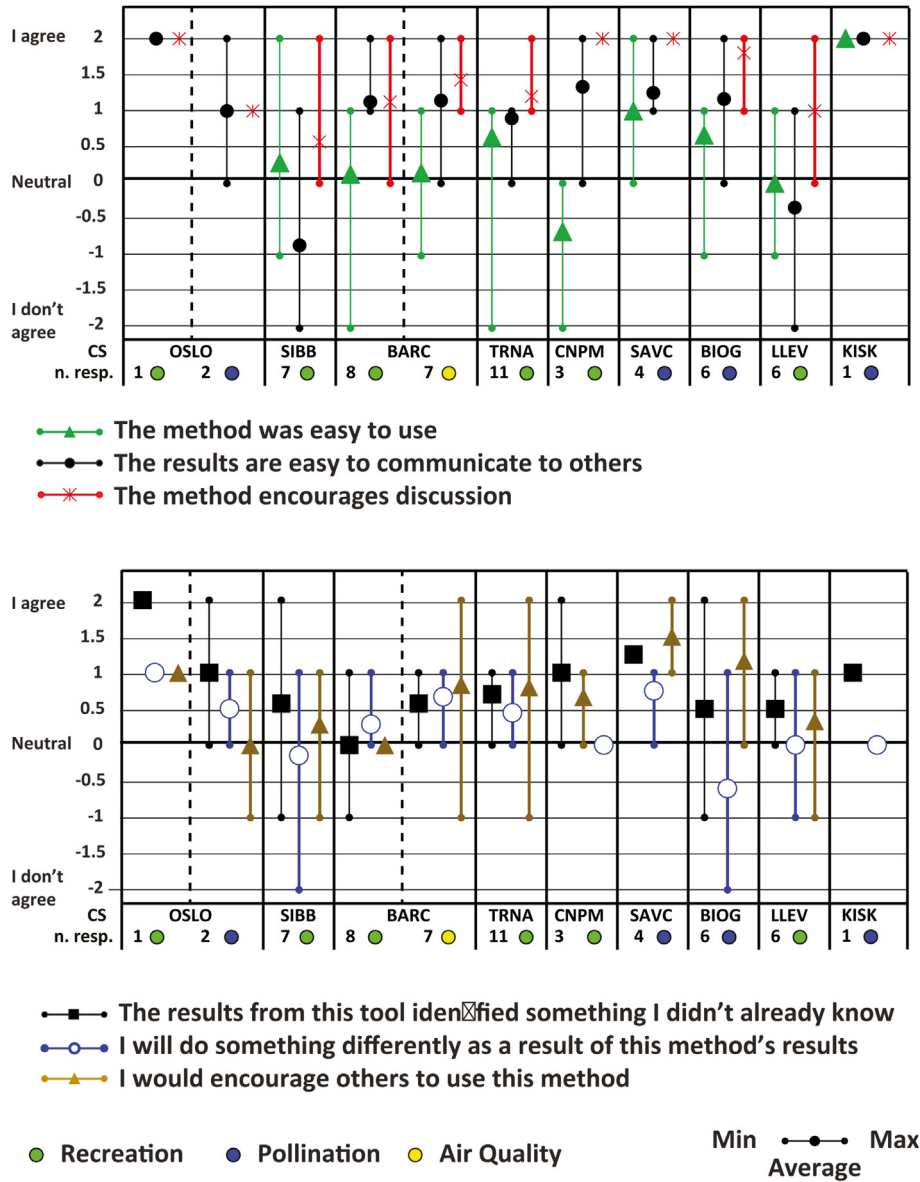 I agree
2
1.5
1
0.5
Neutral 0
-0.5
-1
-1.5
I don't
agree
-2
CS OSLO SIBB BARC TRNA CNPM SAVC BIOG LLEV KISK
n. resp. 1 2 7 8 7 11 3 4 6 6 1
The method was easy to use
The results are easy to communicate to others
The method encourages discussion
I agree 2
1.5
1
0.5
Neutral 0
-0.5
-1
-1.5
I don't
agree
-2
CS OSLO SIBB BARC TRNA CNPM SAVC BIOG LLEV KISK
n. resp. 1 2 7 8 7 11 3 4 6 6 1
The results from this tool iden☒fied something I didn't already know
I will do something differently as a result of this method's results
I would encourage others to use this method
Recreation Pollination Air Quality
Min Max
Average